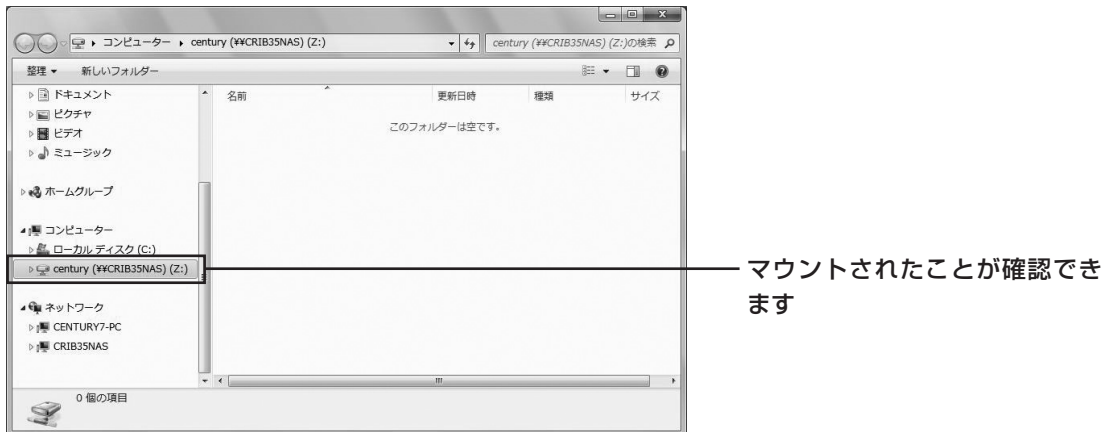 コンピューター ▸ century (¥¥CRIB35NAS) (Z:)
century (¥¥CRIB35NAS) (Z:)の検索
整理 新しいフォルダー
ドキュメント
ピクチャ
ビデオ
ミュージック
ホームグループ
コンピューター
ローカル ディスク (C:)
century (¥¥CRIB35NAS) (Z:)
ネットワーク
CENTURY7-PC
CRIB35NAS
名前 更新日時 種類 サイズ
このフォルダーは空です。
0 個の項目
マウントされたことが確認でき
ます